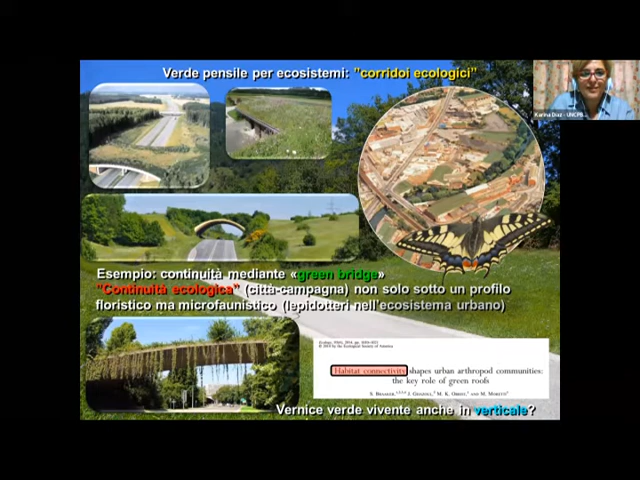 Verde pensile per ecosistemi: "corridoi ecologici"
Karina Diaz - UNCPB...
Esempio: continuità mediante «green bridge»
"Continuità ecologica" (città-campagna) non solo sotto un profilo
floristico ma microfaunistico (lepidotteri nell'ecosistema urbano)
Habitat connectivity shapes urban arthropod communities:
the key role of green roofs
Vernice verde vivente anche in verticale?